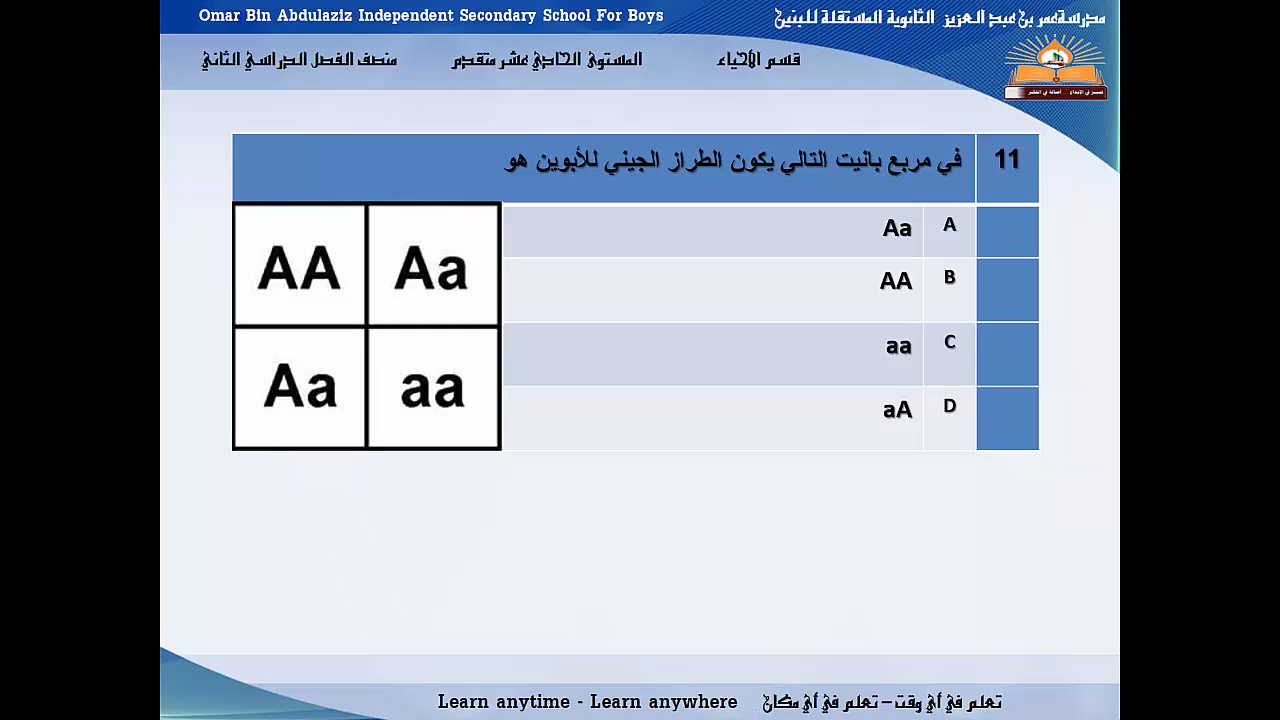 Omar Bin Abdulaziz Independent Secondary School For Boys
مدرسة عمر بن عبد العزيز الثانوية المستقلة للبنين
قسم الأحياء
المستوى الحادي عشر متقدم
منصف الفصل الدراسي الثاني
11 في مربع بانيت التالي يكون الطراز الجيني للأبوين هو
A Aa
B AA
C aa
D aA
AA Aa
Aa aa
Learn anytime - Learn anywhere
تعلم في أي وقت – تعلم في أي مكان